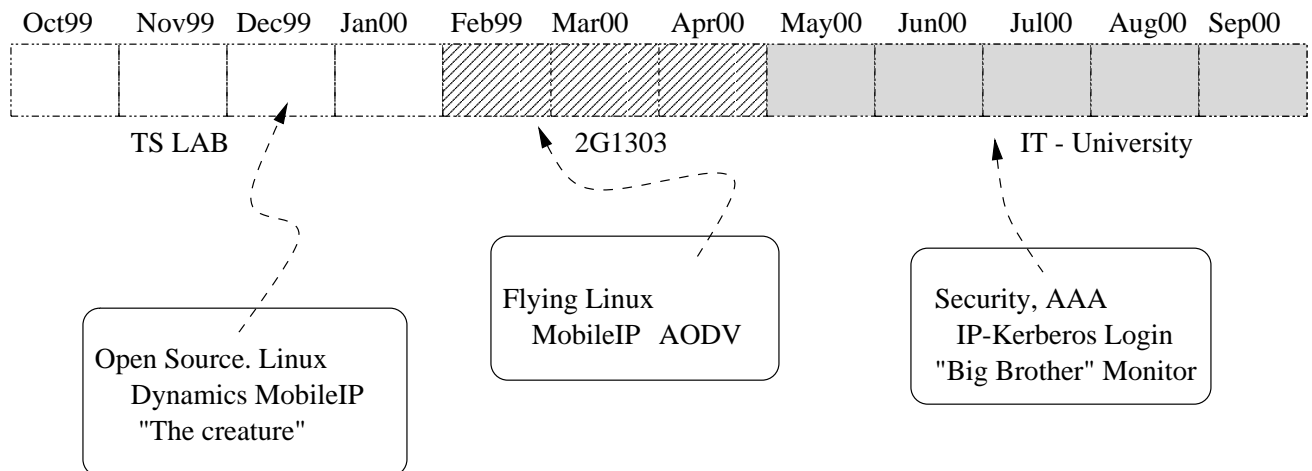 Oct99 Nov99 Dec99 Jan00 Feb99 Mar00 Apr00 May00 Jun00 Jul00 Aug00 Sep00
TS LAB 2G1303 IT - University
Open Source. Linux
Dynamics MobileIP
"The creature"
Flying Linux
MobileIP AODV
Security, AAA
IP-Kerberos Login
"Big Brother" Monitor